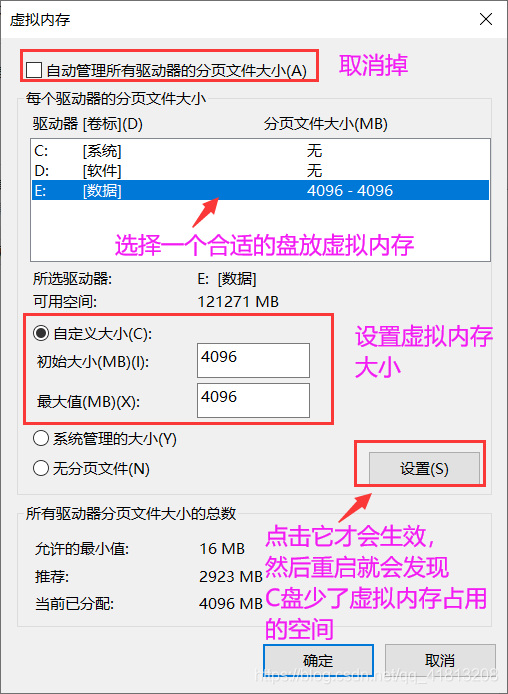 虚拟内存
自动管理所有驱动器的分页文件大小(A)
取消掉
每个驱动器的分页文件大小
驱动器 [卷标](D) 分页文件大小(MB)
C: [系统] 无
D: [软件] 无
E: [数据] 4096 - 4096
选择一个合适的盘放虚拟内存
所选驱动器: E: [数据]
可用空间: 121271 MB
自定义大小(C):
设置虚拟内存
大小
初始大小(MB)(I): 4096
最大值(MB)(X): 4096
系统管理的大小(Y)
无分页文件(N)
设置(S)
所有驱动器分页文件大小的总数
允许的最小值: 16 MB
推荐: 2923 MB
当前已分配: 4096 MB
点击它才会生效,
然后重启就会发现
C盘少了虚拟内存占用
的空间
确定 取消
https://blog.csdn.net/qq_41813208